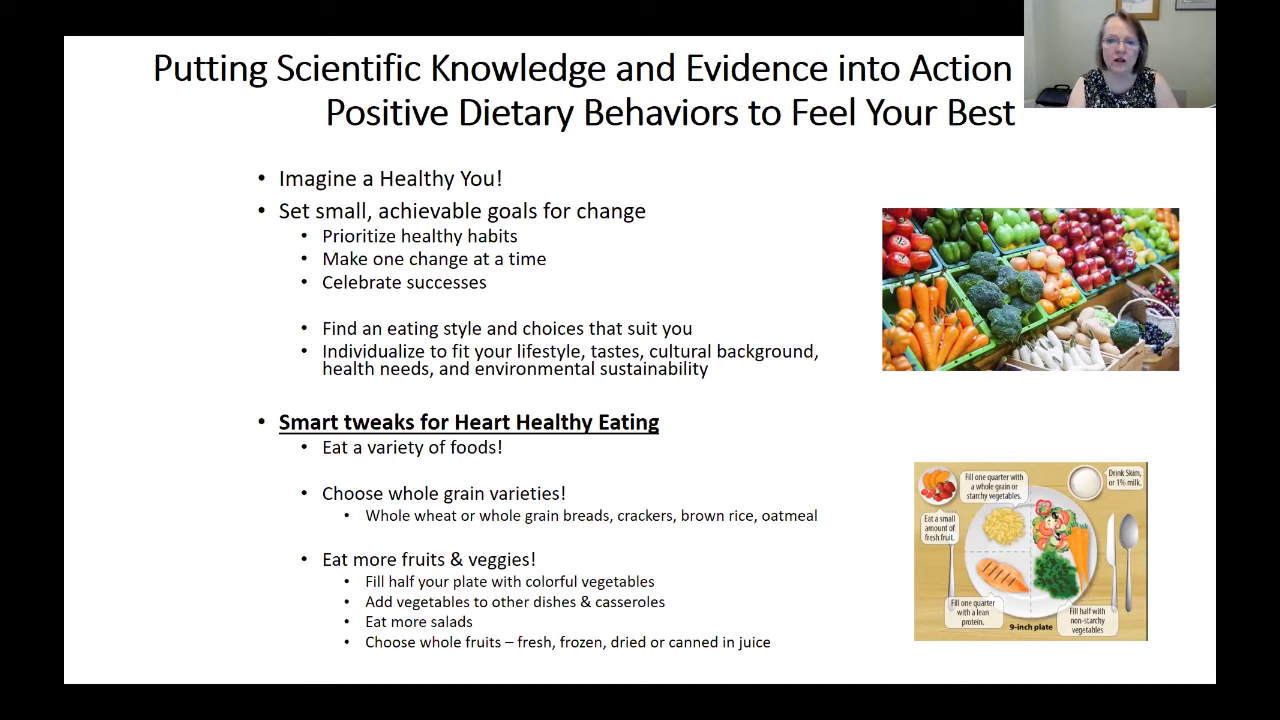 Putting Scientific Knowledge and Evidence into Action
Positive Dietary Behaviors to Feel Your Best
• Imagine a Healthy You!
• Set small, achievable goals for change
• Prioritize healthy habits
• Make one change at a time
• Celebrate successes
• Find an eating style and choices that suit you
• Individualize to fit your lifestyle, tastes, cultural background,
health needs, and environmental sustainability
• Smart tweaks for Heart Healthy Eating
• Eat a variety of foods!
• Choose whole grain varieties!
• Whole wheat or whole grain breads, crackers, brown rice, oatmeal
• Eat more fruits & veggies!
• Fill half your plate with colorful vegetables
• Add vegetables to other dishes & casseroles
• Eat more salads
• Choose whole fruits – fresh, frozen, dried or canned in juice
Fill one quarter with
a whole grain or
starchy vegetables.
Drink Skim,
or 1% milk.
Eat a small
amount of
fresh fruit.
Fill one quarter
with a lean
protein.
9-inch plate
Fill half with
non-starchy
vegetables